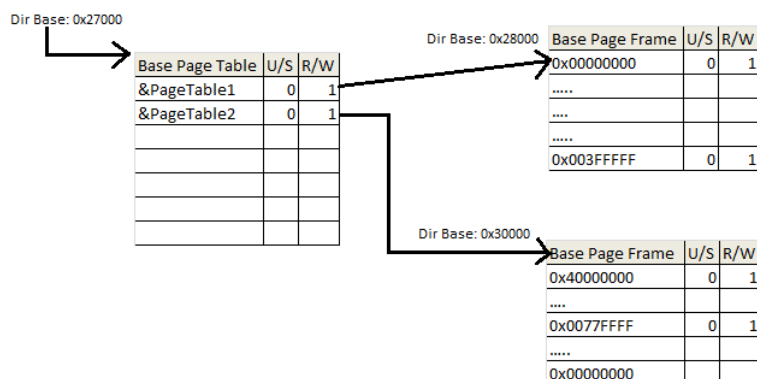 Dir Base: 0x27000
Base Page Table U/S R/W
&PageTable1 0 1
&PageTable2 0 1
Dir Base: 0x28000
Base Page Frame U/S R/W
0x00000000 0 1
.....
....
.....
0x003FFFFF 0 1
Dir Base: 0x30000
Base Page Frame U/S R/W
0x40000000 0 1
....
0x0077FFFF 0 1
.....
0x00000000